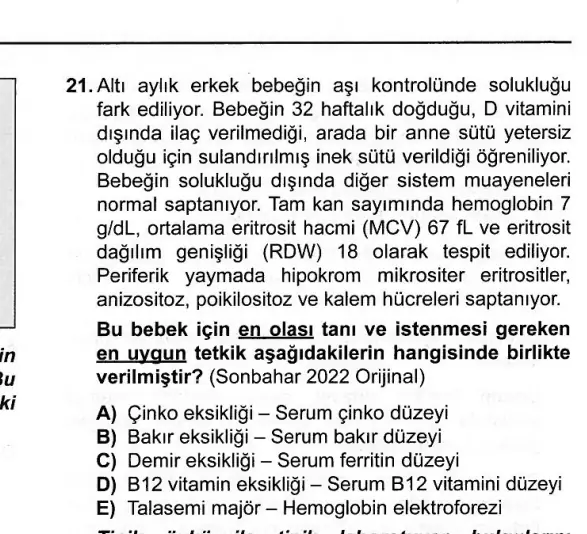 21. Altı aylık erkek bebeğin aşı kontrolünde solukluğu
fark ediliyor. Bebeğin 32 haftalık doğduğu, D vitamini
dışında ilaç verilmediği, arada bir anne sütü yetersiz
olduğu için sulandırılmış inek sütü verildiği öğreniliyor.
Bebeğin solukluğu dışında diğer sistem muayeneleri
normal saptanıyor. Tam kan sayımında hemoglobin 7
g/dL, ortalama eritrosit hacmi (MCV) 67 fL ve eritrosit
dağılım genişliği (RDW) 18 olarak tespit ediliyor.
Periferik yaymada hipokrom mikrositer eritrositler,
anizositoz, poikilositoz ve kalem hücreleri saptanıyor.
Bu bebek için en olası tanı ve istenmesi gereken
en uygun tetkik aşağıdakilerin hangisinde birlikte
verilmiştir? (Sonbahar 2022 Orijinal)
A) Çinko eksikliği – Serum çinko düzeyi
B) Bakır eksikliği – Serum bakır düzeyi
C) Demir eksikliği – Serum ferritin düzeyi
D) B12 vitamin eksikliği – Serum B12 vitamini düzeyi
E) Talasemi majör – Hemoglobin elektroforezi
in
ki